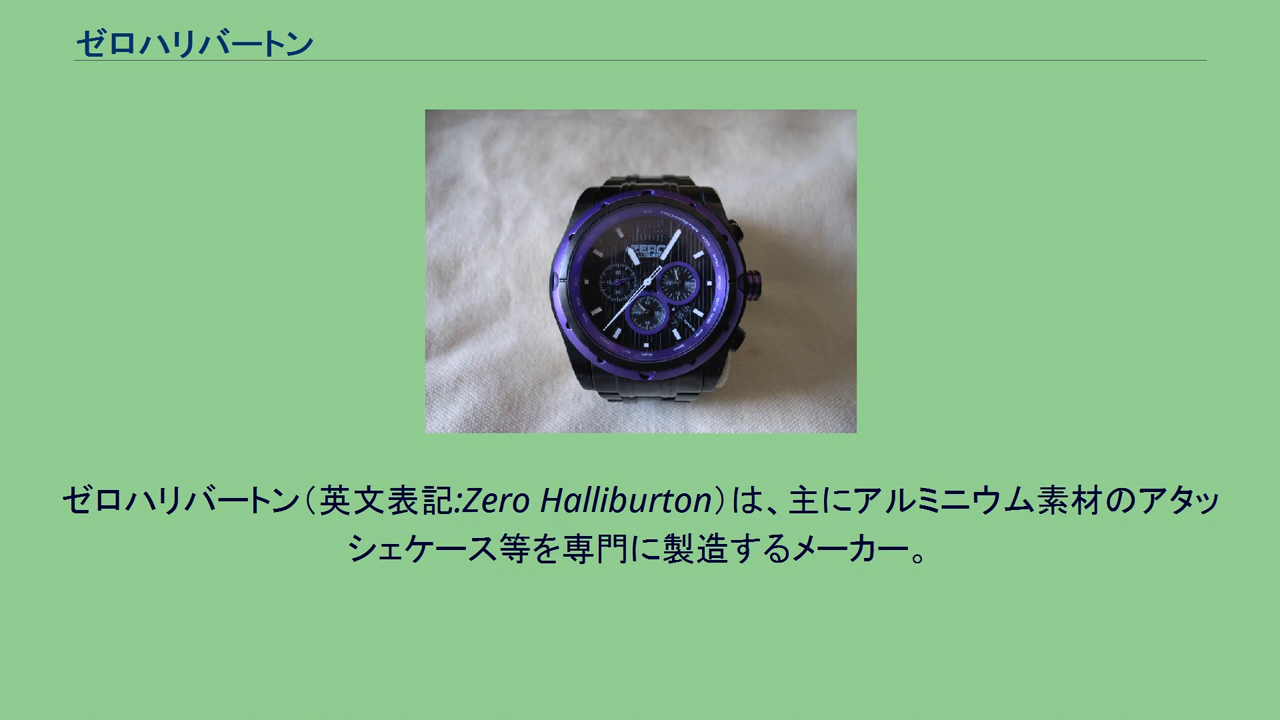 ゼロハリバートン
ZERO
ゼロハリバートン（英文表記:Zero Halliburton）は、主にアルミニウム素材のアタッ
シェケース等を専門に製造するメーカー。